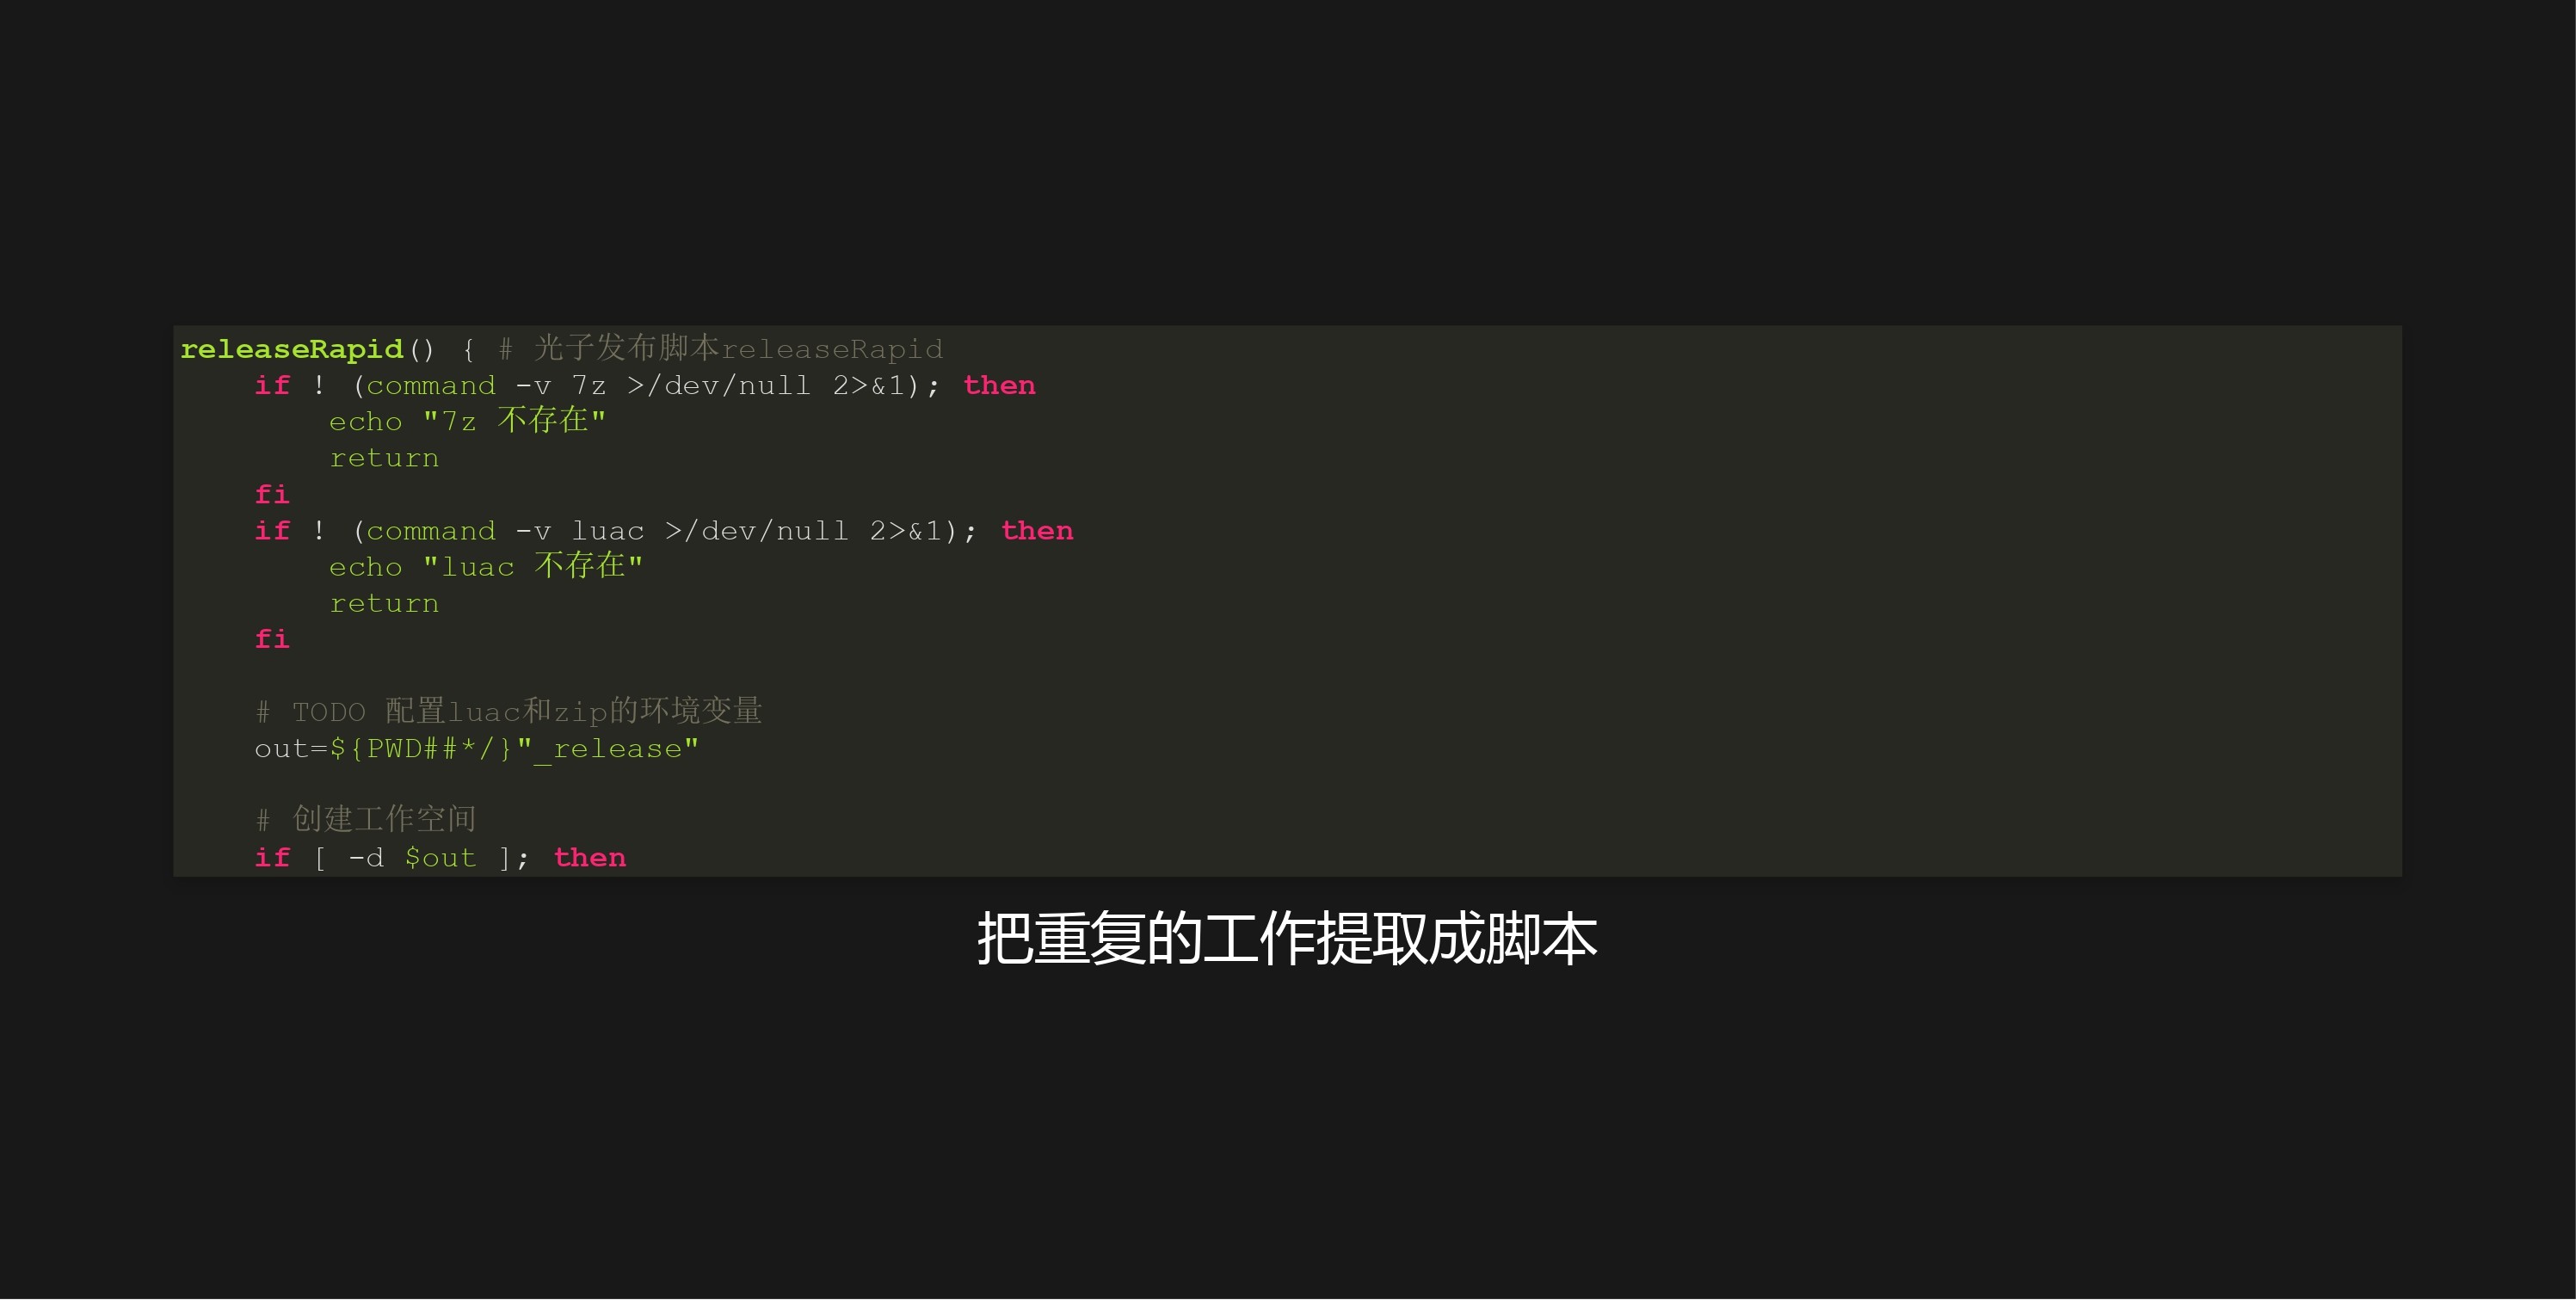 releaseRapid() { # 光子发布脚本releaseRapid
    if ! (command -v 7z >/dev/null 2>&1); then
        echo "7z 不存在"
        return
    fi
    if ! (command -v luac >/dev/null 2>&1); then
        echo "luac 不存在"
        return
    fi
    # TODO 配置luac和zip的环境变量
    out=${PWD##*/}"_release"
    # 创建工作空间
    if [ -d $out ]; then
把重复的工作提取成脚本